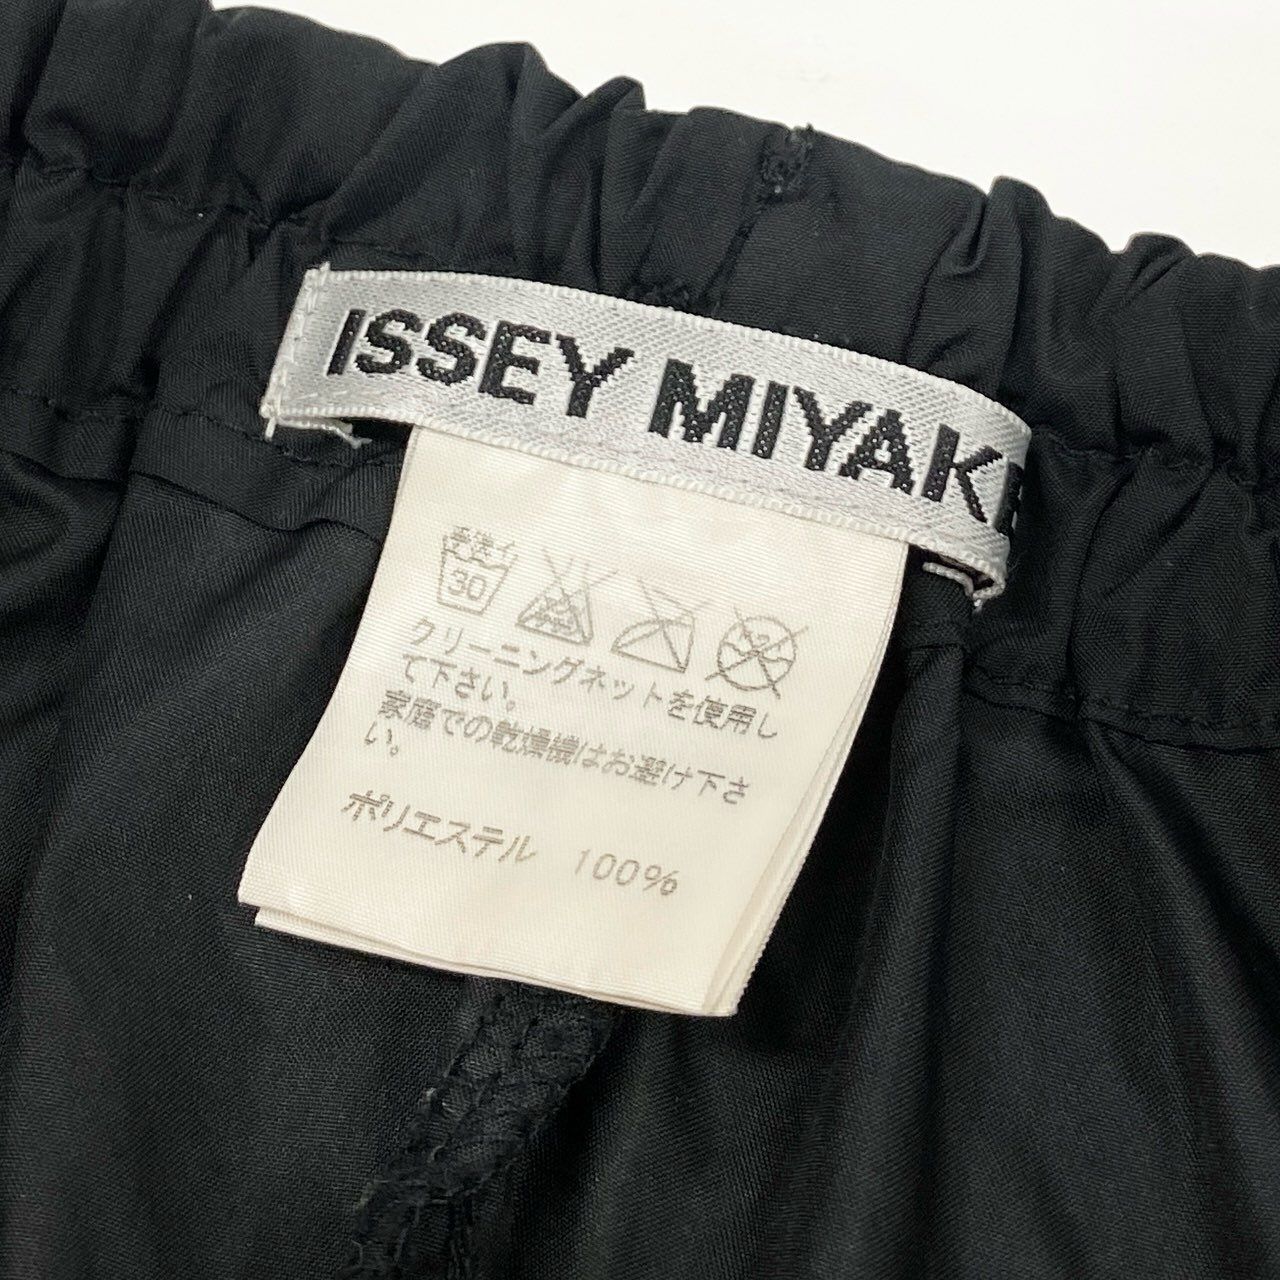 ISSEY MIYAKE
手洗イ
30
クリーニングネットを使用し
て下さい。
家庭での乾燥機はお避け下さ
い。
ポリエステル 100%